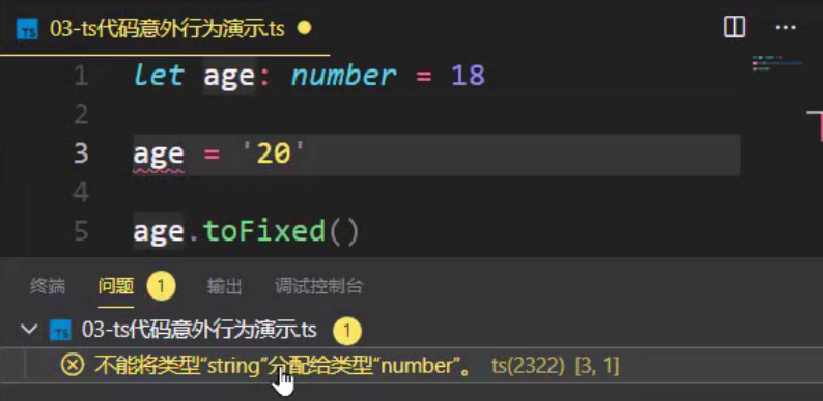 TS 03-ts代码意外行为演示.ts
1 let age: number = 18
2
3 age = '20'
4
5 age.toFixed()
终端 问题 1 输出 调试控制台
TS 03-ts代码意外行为演示.ts 1
不能将类型“string”分配给类型“number”。 ts(2322) [3, 1]